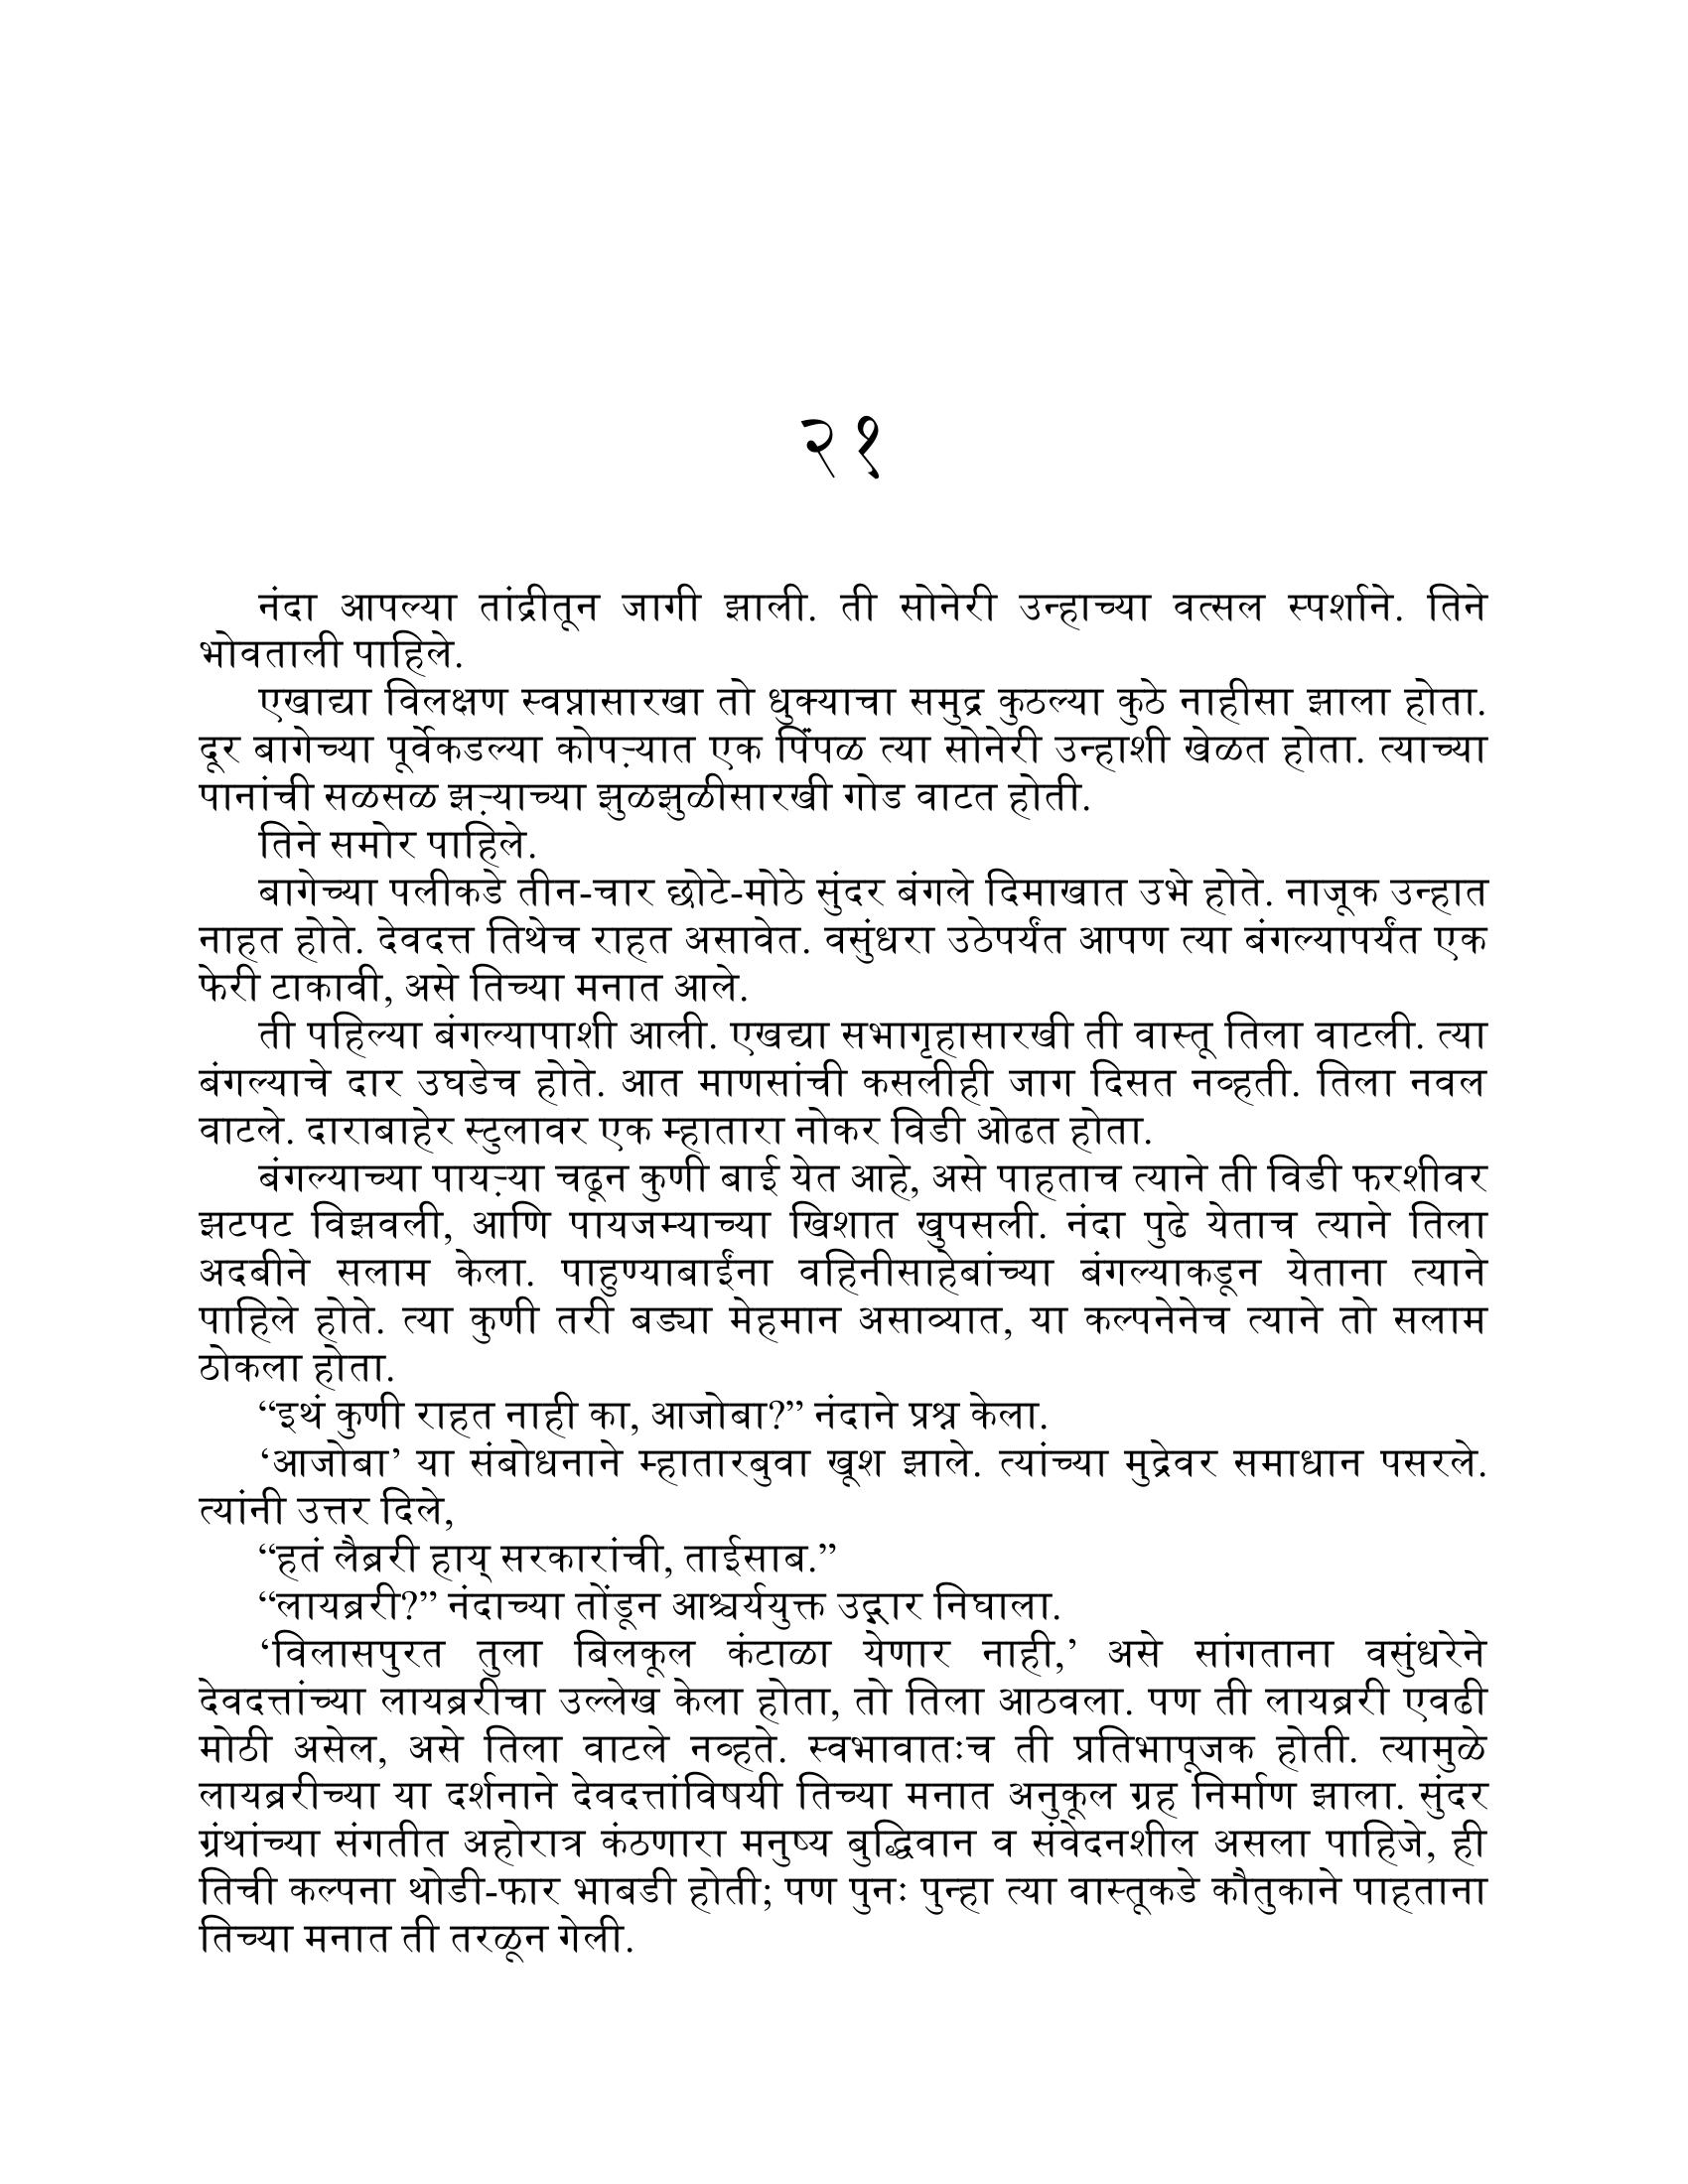 २१
नंदा आपल्या तांद्रीतून जागी झाली. ती सोनेरी उन्हाच्या वत्सल स्पर्शाने. तिने
भोवताली पाहिले.
एखाद्या विलक्षण स्वप्नासारखा तो धुक्याचा समुद्र कुठल्या कुठे नाहीसा झाला होता.
दूर बागेच्या पूर्वेकडल्या कोपऱ्यात एक पिंपळ त्या सोनेरी उन्हाशी खेळत होता. त्याच्या
पानांची सळसळ झऱ्याच्या झुळझुळीसारखी गोड वाटत होती.
तिने समोर पाहिले.
बागेच्या पलीकडे तीन-चार छोटे-मोठे सुंदर बंगले दिमाखात उभे होते. नाजूक उन्हात
नाहत होते. देवदत्त तिथेच राहत असावेत. वसुंधरा उठेपर्यंत आपण त्या बंगल्यापर्यंत एक
फेरी टाकावी, असे तिच्या मनात आले.
ती पहिल्या बंगल्यापाशी आली. एखद्या सभागृहासारखी ती वास्तू तिला वाटली. त्या
बंगल्याचे दार उघडेच होते. आत माणसांची कसलीही जाग दिसत नव्हती. तिला नवल
वाटले. दाराबाहेर स्टुलावर एक म्हातारा नोकर विडी ओढत होता.
बंगल्याच्या पायऱ्या चढून कुणी बाई येत आहे, असे पाहताच त्याने ती विडी फरशीवर
झटपट विझवली, आणि पायजम्याच्या खिशात खुपसली. नंदा पुढे येताच त्याने तिला
अदबीने सलाम केला. पाहुण्याबाईंना वहिनीसाहेबांच्या बंगल्याकडून येताना त्याने
पाहिले होते. त्या कुणी तरी बड्या मेहमान असाव्यात, या कल्पनेनेच त्याने तो सलाम
ठोकला होता.
“इथं कुणी राहत नाही का, आजोबा?” नंदाने प्रश्न केला.
‘आजोबा’ या संबोधनाने म्हातारबुवा खूश झाले. त्यांच्या मुद्रेवर समाधान पसरले.
त्यांनी उत्तर दिले,
“हतं लैब्ररी हाय् सरकारांची, ताईसाब.”
“लायब्ररी?” नंदाच्या तोंडून आश्चर्ययुक्त उद्गार निघाला.
‘विलासपुरत तुला बिलकूल कंटाळा येणार नाही,’ असे सांगताना वसुंधरेने
देवदत्तांच्या लायब्ररीचा उल्लेख केला होता, तो तिला आठवला. पण ती लायब्ररी एवढी
मोठी असेल, असे तिला वाटले नव्हते. स्वभावातःच ती प्रतिभापूजक होती. त्यामुळे
लायब्ररीच्या या दर्शनाने देवदत्तांविषयी तिच्या मनात अनुकूल ग्रह निर्माण झाला. सुंदर
ग्रंथांच्या संगतीत अहोरात्र कंठणारा मनुष्य बुद्धिवान व संवेदनशील असला पाहिजे, ही
तिची कल्पना थोडी-फार भाबडी होती; पण पुनः पुन्हा त्या वास्तूकडे कौतुकाने पाहताना
तिच्या मनात ती तरळून गेली.